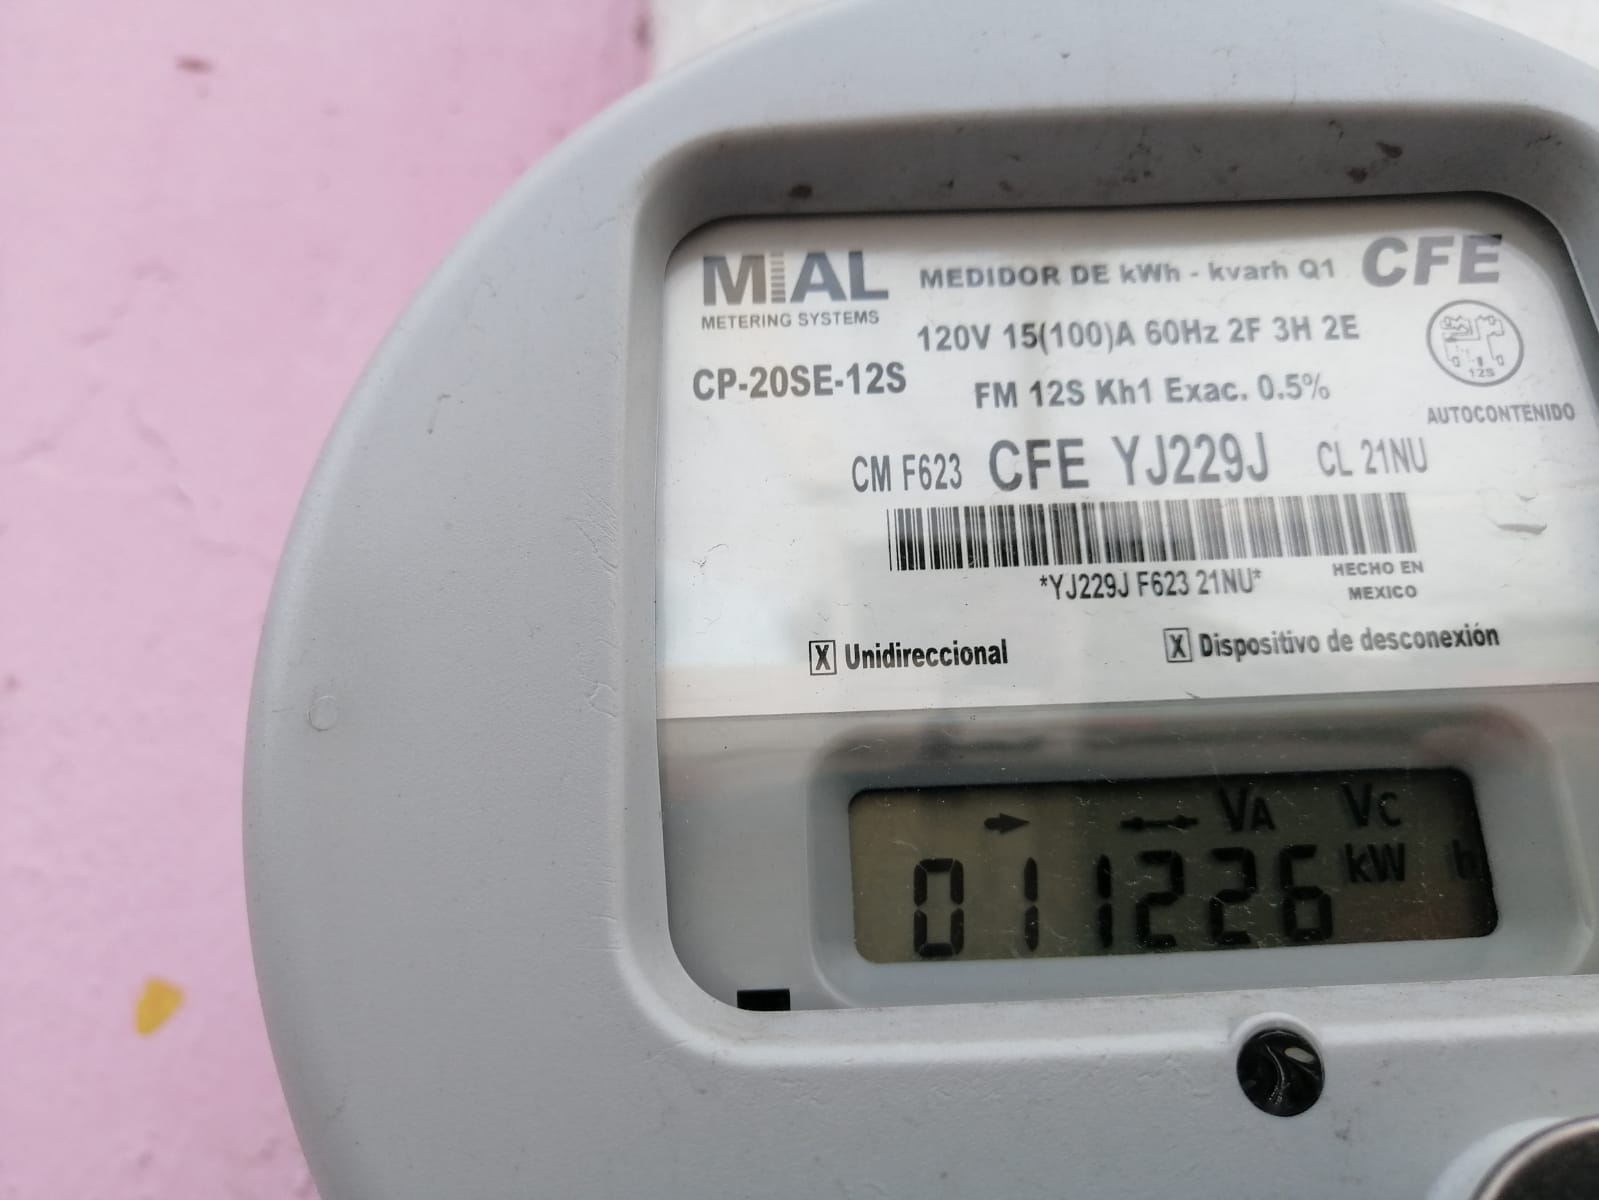 MIAL
METERING SYSTEMS
MEDIDOR DE kWh - kvarh Q1
CFE
120V 15(100)A 60Hz 2F 3H 2E
CP-20SE-12S
FM 12S Kh1 Exac. 0.5%
12S
AUTOCONTENIDO
CM F623 CFE YJ229J CL 21NU
*YJ229J F623 21NU*
HECHO EN
MEXICO
X Unidireccional
X Dispositivo de desconexión
VA VC
011226 kW h